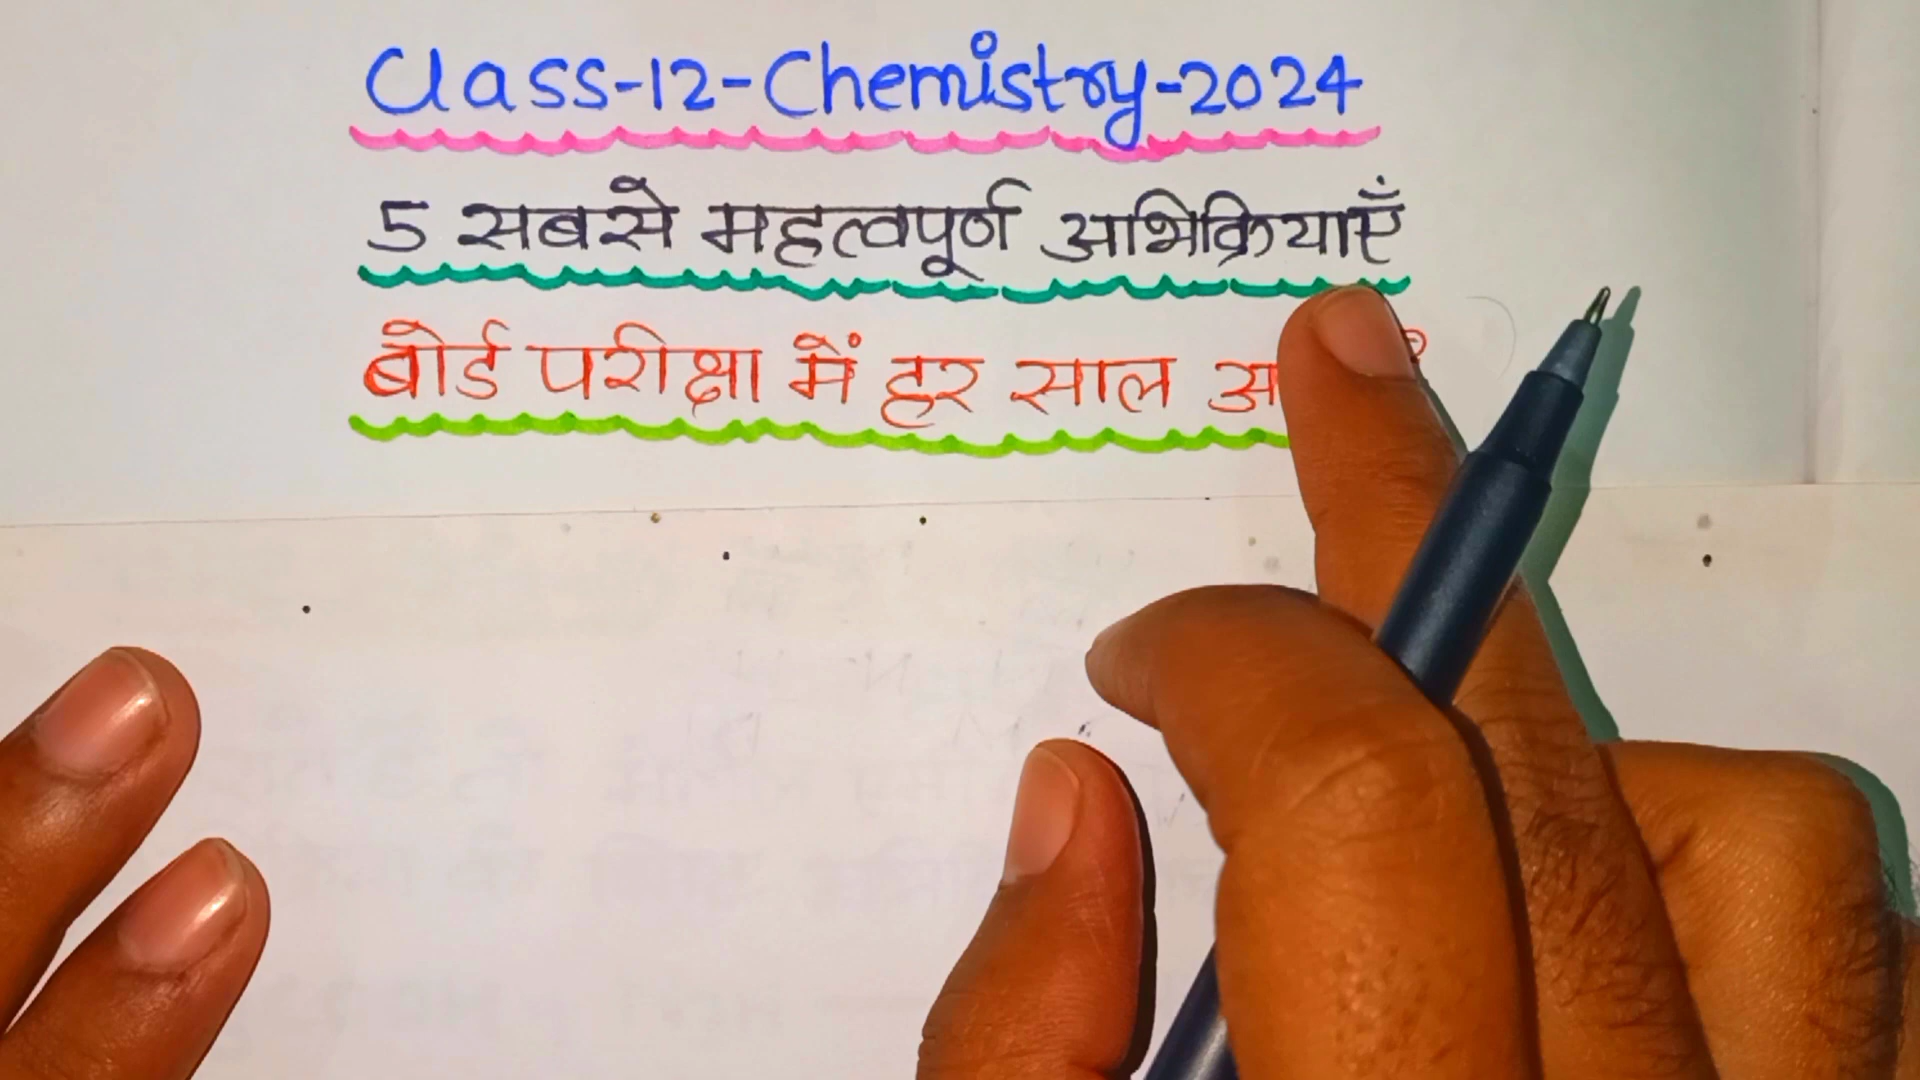 Class-12-Chemistry-2024
5 सबसे महत्वपूर्ण अभिक्रियाएँ
बोर्ड परीक्षा में हर साल